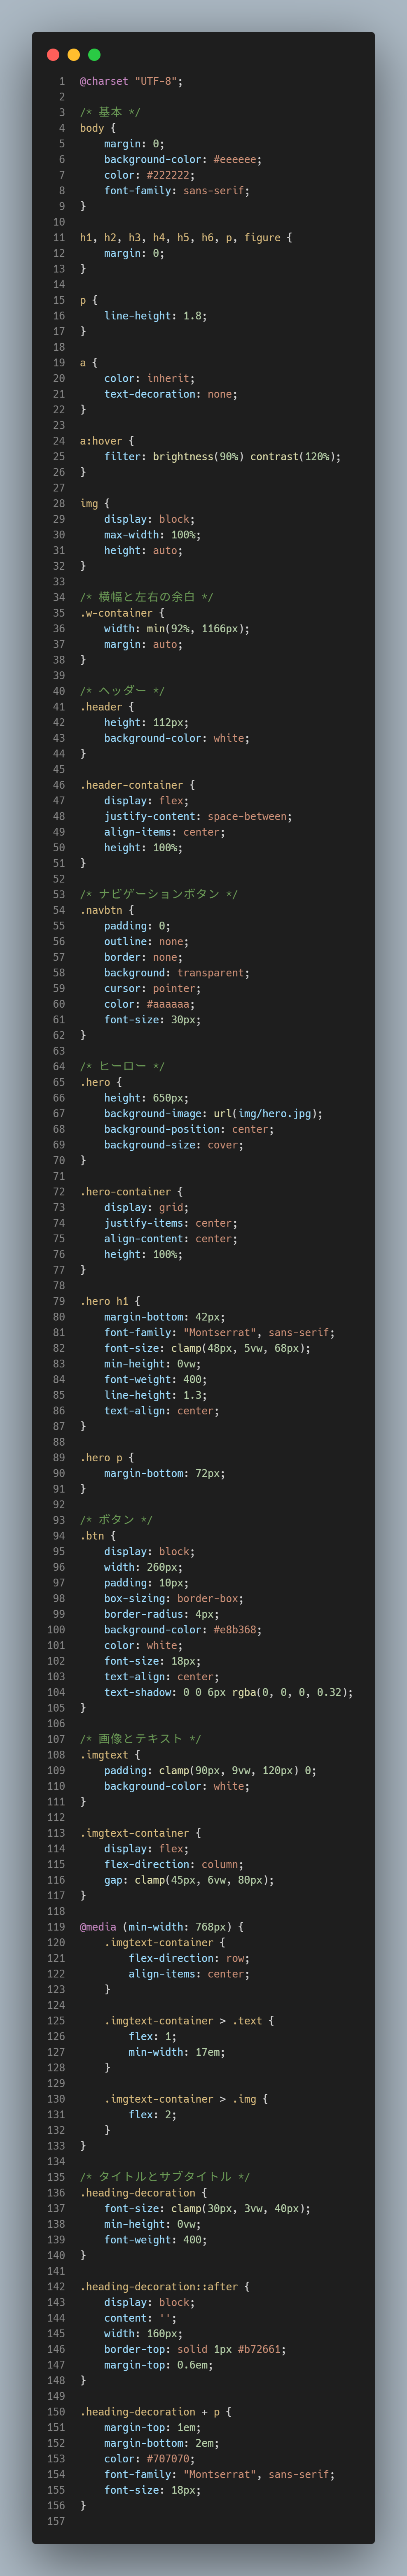 1 @charset "UTF-8";
2
3 /* 基本 */
4 body {
5     margin: 0;
6     background-color: #eeeeee;
7     color: #222222;
8     font-family: sans-serif;
9 }
10
11 h1, h2, h3, h4, h5, h6, p, figure {
12     margin: 0;
13 }
14
15 p {
16     line-height: 1.8;
17 }
18
19 a {
20     color: inherit;
21     text-decoration: none;
22 }
23
24 a:hover {
25     filter: brightness(90%) contrast(120%);
26 }
27
28 img {
29     display: block;
30     max-width: 100%;
31     height: auto;
32 }
33
34 /* 横幅と左右の余白 */
35 .w-container {
36     width: min(92%, 1166px);
37     margin: auto;
38 }
39
40 /* ヘッダー */
41 .header {
42     height: 112px;
43     background-color: white;
44 }
45
46 .header-container {
47     display: flex;
48     justify-content: space-between;
49     align-items: center;
50     height: 100%;
51 }
52
53 /* ナビゲーションボタン */
54 .navbtn {
55     padding: 0;
56     outline: none;
57     border: none;
58     background: transparent;
59     cursor: pointer;
60     color: #aaaaaa;
61     font-size: 30px;
62 }
63
64 /* ヒーロー */
65 .hero {
66     height: 650px;
67     background-image: url(img/hero.jpg);
68     background-position: center;
69     background-size: cover;
70 }
71
72 .hero-container {
73     display: grid;
74     justify-items: center;
75     align-content: center;
76     height: 100%;
77 }
78
79 .hero h1 {
80     margin-bottom: 42px;
81     font-family: "Montserrat", sans-serif;
82     font-size: clamp(48px, 5vw, 68px);
83     min-height: 0vw;
84     font-weight: 400;
85     line-height: 1.3;
86     text-align: center;
87 }
88
89 .hero p {
90     margin-bottom: 72px;
91 }
92
93 /* ボタン */
94 .btn {
95     display: block;
96     width: 260px;
97     padding: 10px;
98     box-sizing: border-box;
99     border-radius: 4px;
100     background-color: #e8b368;
101     color: white;
102     font-size: 18px;
103     text-align: center;
104     text-shadow: 0 0 6px rgba(0, 0, 0, 0.32);
105 }
106
107 /* 画像とテキスト */
108 .imgtext {
109     padding: clamp(90px, 9vw, 120px) 0;
110     background-color: white;
111 }
112
113 .imgtext-container {
114     display: flex;
115     flex-direction: column;
116     gap: clamp(45px, 6vw, 80px);
117 }
118
119 @media (min-width: 768px) {
120     .imgtext-container {
121         flex-direction: row;
122         align-items: center;
123     }
124
125     .imgtext-container > .text {
126         flex: 1;
127         min-width: 17em;
128     }
129
130     .imgtext-container > .img {
131         flex: 2;
132     }
133 }
134
135 /* タイトルとサブタイトル */
136 .heading-decoration {
137     font-size: clamp(30px, 3vw, 40px);
138     min-height: 0vw;
139     font-weight: 400;
140 }
141
142 .heading-decoration::after {
143     display: block;
144     content: '';
145     width: 160px;
146     border-top: solid 1px #b72661;
147     margin-top: 0.6em;
148 }
149
150 .heading-decoration + p {
151     margin-top: 1em;
152     margin-bottom: 2em;
153     color: #707070;
154     font-family: "Montserrat", sans-serif;
155     font-size: 18px;
156 }
157